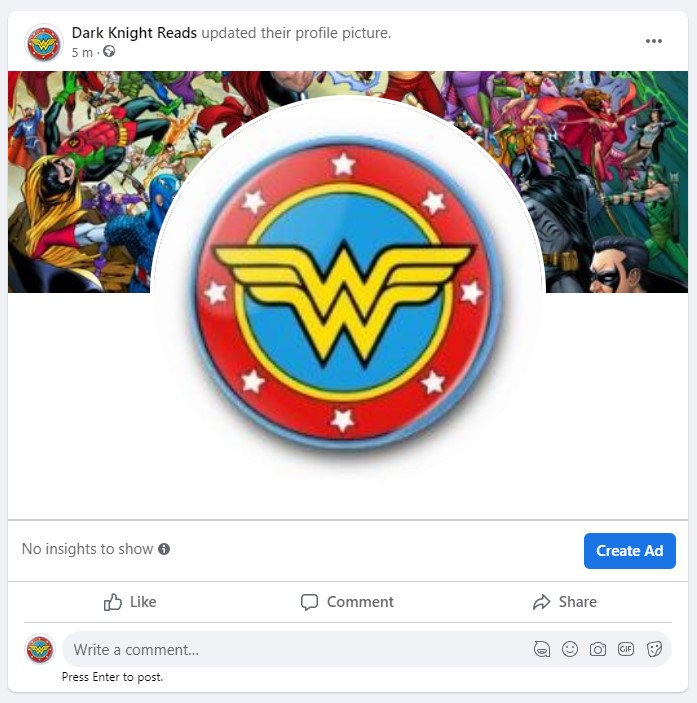 Dark Knight Reads updated their profile picture.
5 m ·
W
No insights to show
Create Ad
Like
Comment
Share
Write a comment...
GIF
Press Enter to post.